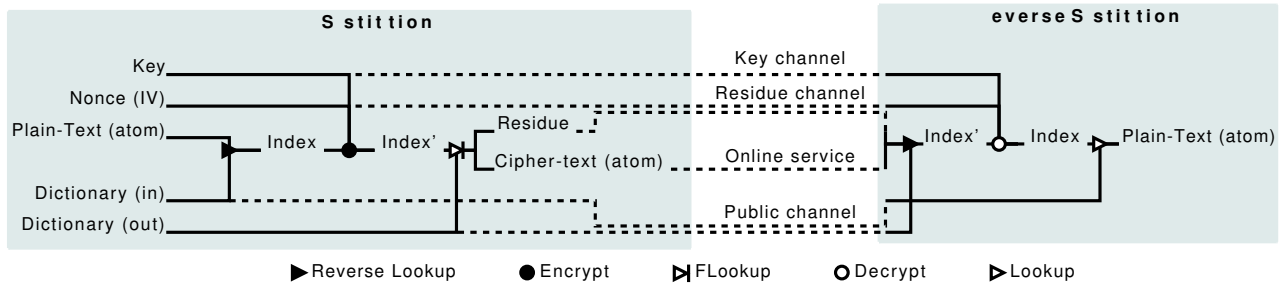 S stit tion
everse S stit tion
Key
Key channel
Nonce (IV)
Residue channel
Plain-Text (atom)
Index
Index'
Residue
Cipher-text (atom)
Online service
Index'
Index
Plain-Text (atom)
Dictionary (in)
Dictionary (out)
Public channel
Reverse Lookup
Encrypt
FLookup
Decrypt
Lookup